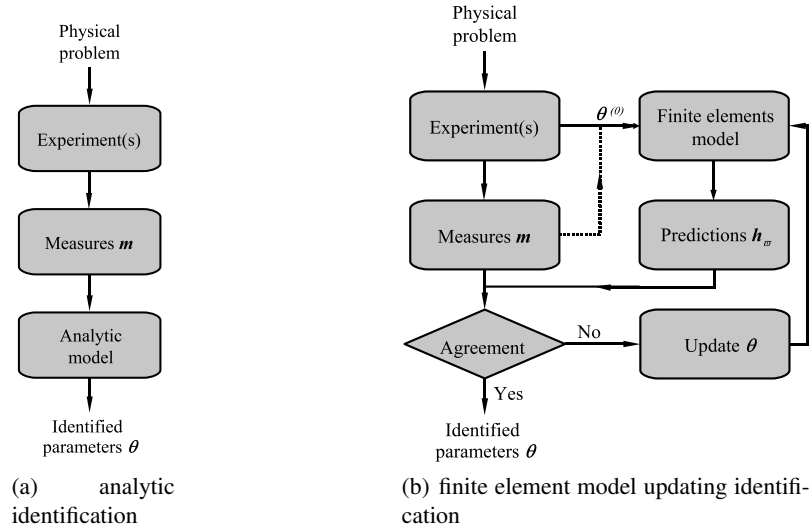 Physical
problem
Experiment(s)
Measures m
Analytic
model
Identified
parameters θ
(a) analytic
identification
Physical
problem
Experiment(s)
θ (0)
Finite elements
model
Measures m
Predictions hϖ
Agreement
No
Update θ
Yes
Identified
parameters θ
(b) finite element model updating identifi-
cation